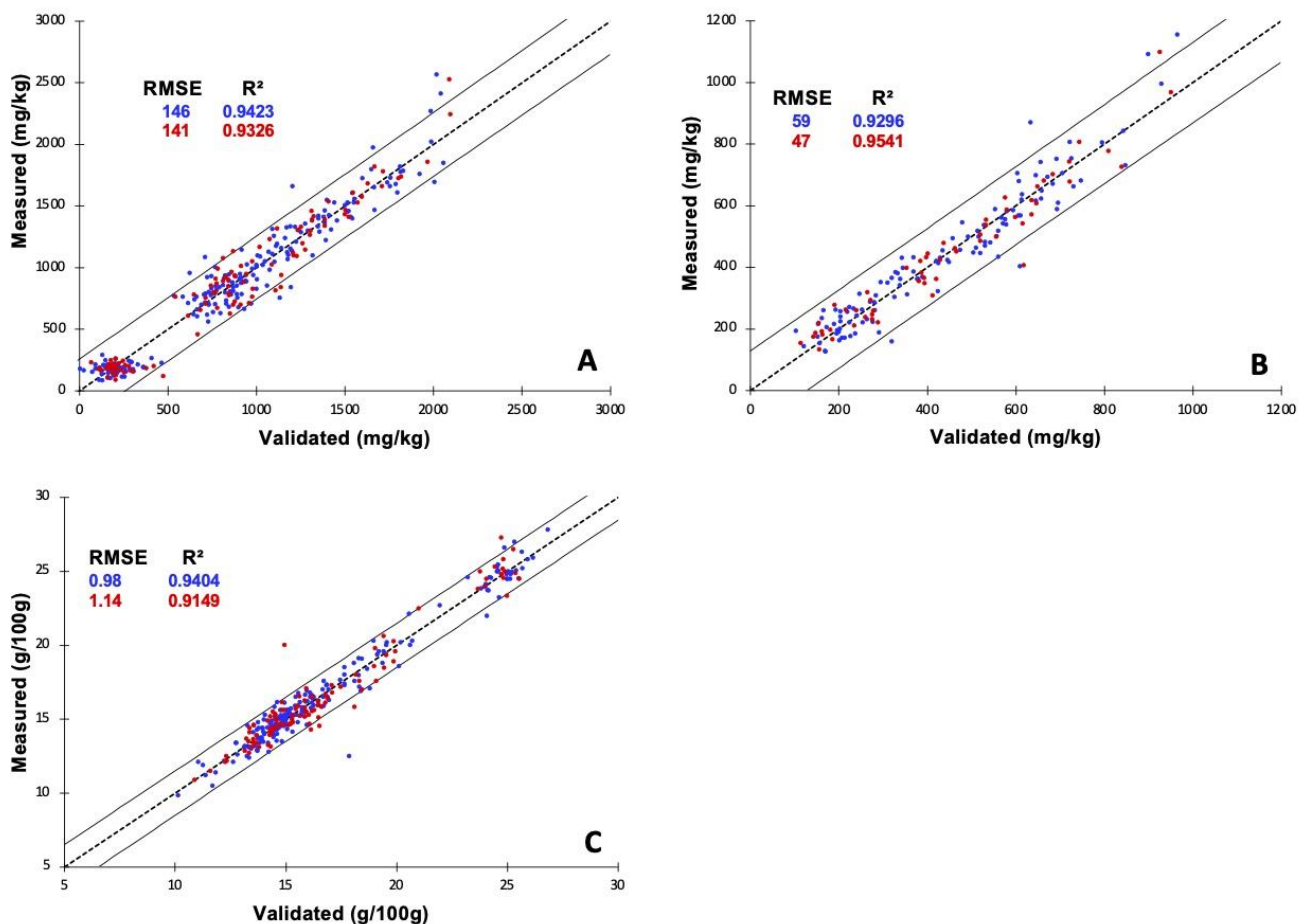 3000
2500
2000
1500
1000
500
0
Measured (mg/kg)
RMSE R²
146 0.9423
141 0.9326
A
0 500 1000 1500 2000 2500 3000
Validated (mg/kg)
1200
1000
800
600
400
200
0
Measured (mg/kg)
RMSE R²
59 0.9296
47 0.9541
B
0 200 400 600 800 1000 1200
Validated (mg/kg)
30
25
20
15
10
5
Measured (g/100g)
RMSE R²
0.98 0.9404
1.14 0.9149
C
5 10 15 20 25 30
Validated (g/100g)